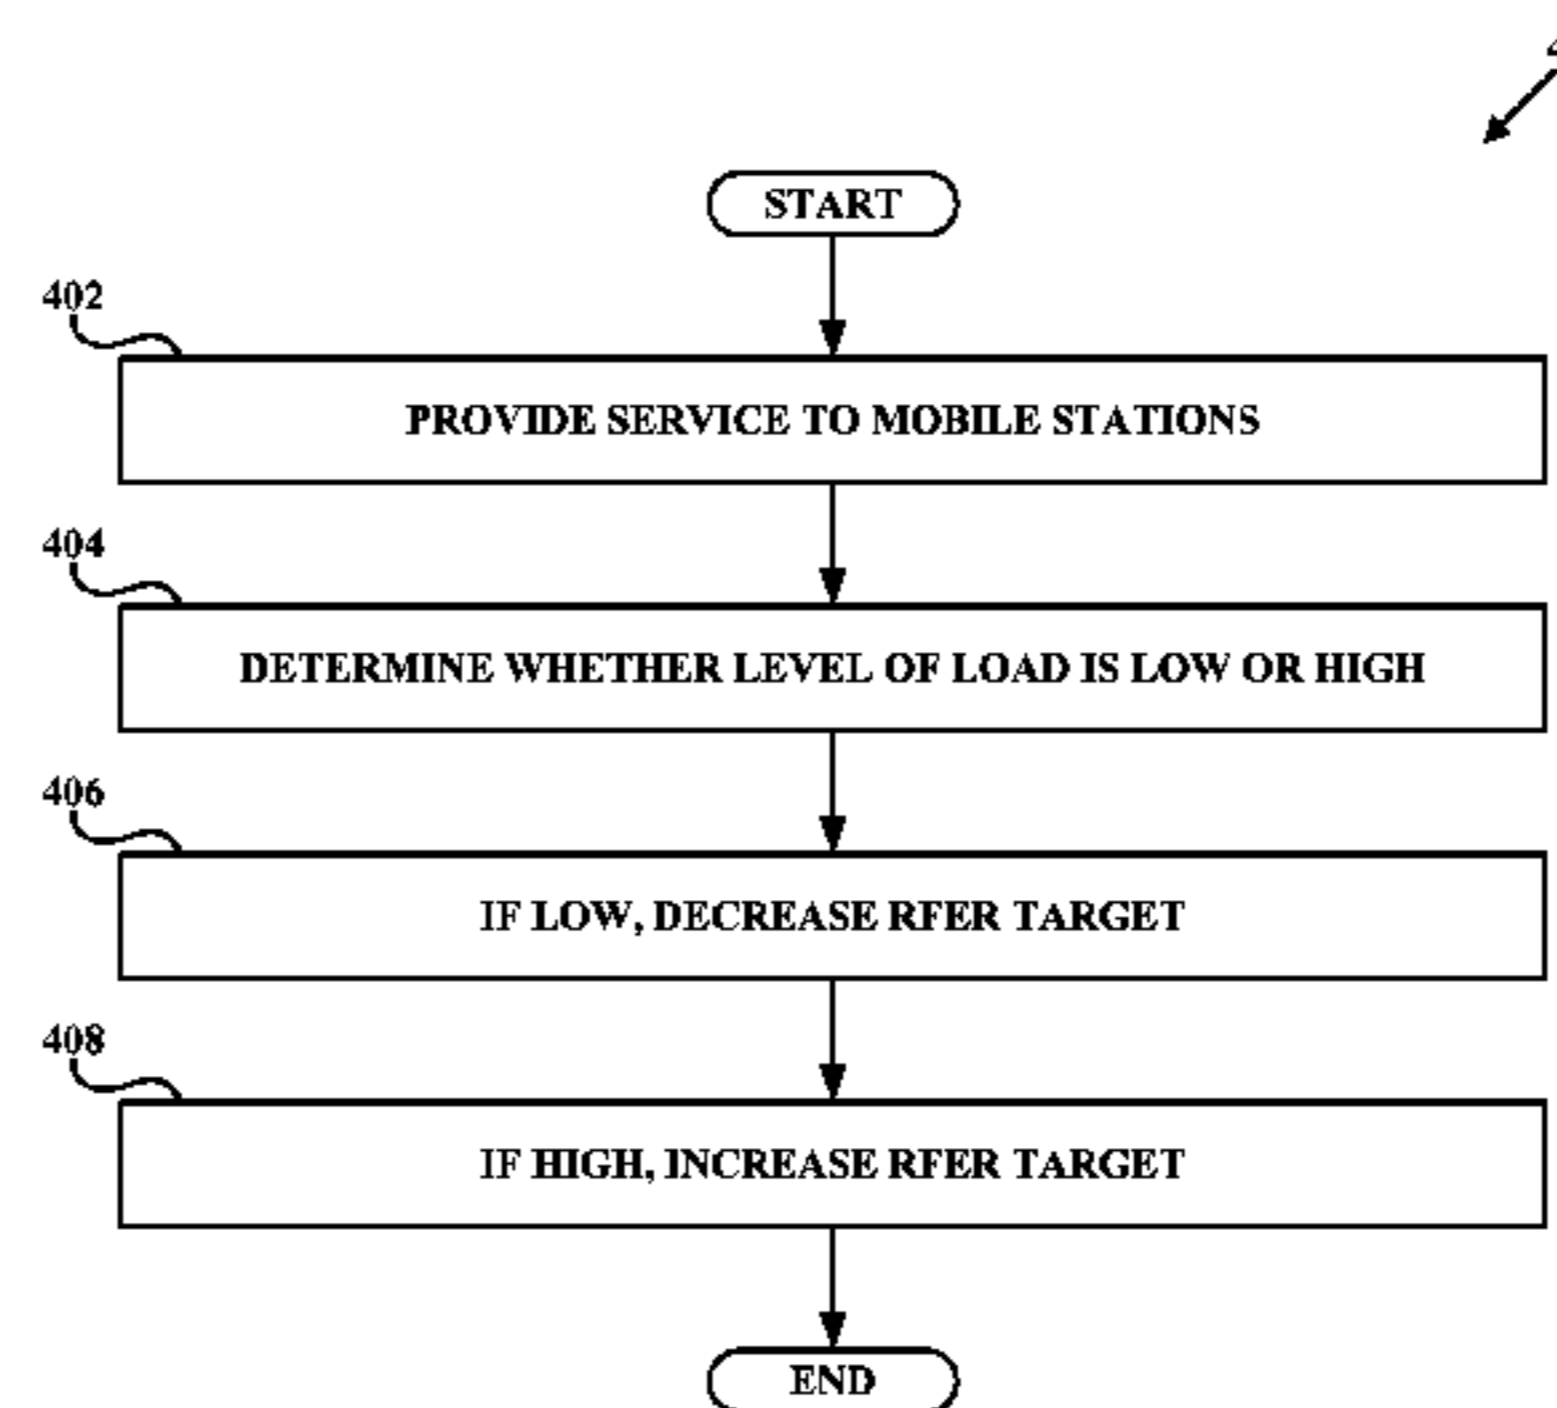 START
402
PROVIDE SERVICE TO MOBILE STATIONS
404
DETERMINE WHETHER LEVEL OF LOAD IS LOW OR HIGH
406
IF LOW, DECREASE RFER TARGET
408
IF HIGH, INCREASE RFER TARGET
END